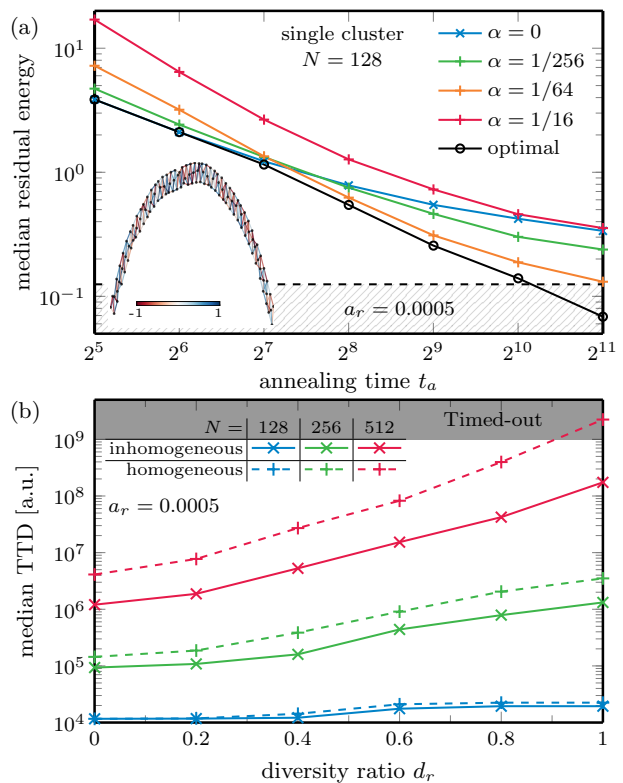 (a)
median residual energy
10¹
10⁰
10⁻¹
single cluster
N = 128
α = 0
α = 1/256
α = 1/64
α = 1/16
optimal
-1 1
a_r = 0.0005
2⁵ 2⁶ 2⁷ 2⁸ 2⁹ 2¹⁰ 2¹¹
annealing time t_a
(b)
median TTD [a.u.]
10⁹
10⁸
10⁷
10⁶
10⁵
10⁴
Timed-out
N = 128 256 512
inhomogeneous
homogeneous
a_r = 0.0005
0 0.2 0.4 0.6 0.8 1
diversity ratio d_r